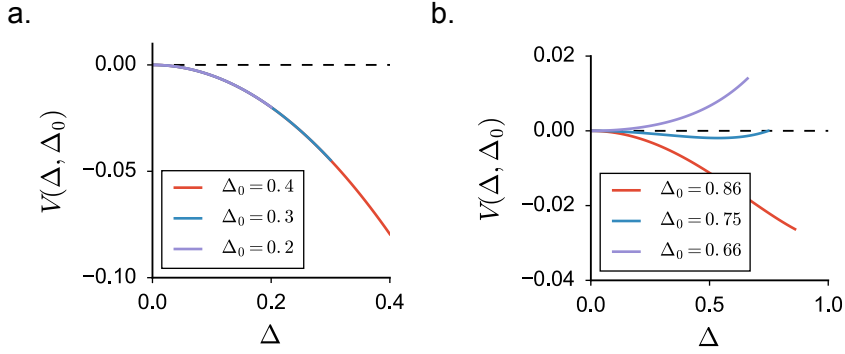 a.
0.00
−0.05
−0.10
V(Δ, Δ₀)
Δ₀ = 0.4
Δ₀ = 0.3
Δ₀ = 0.2
0.0 0.2 0.4
Δ
b.
0.02
0.00
−0.02
−0.04
V(Δ, Δ₀)
Δ₀ = 0.86
Δ₀ = 0.75
Δ₀ = 0.66
0.0 0.5 1.0
Δ